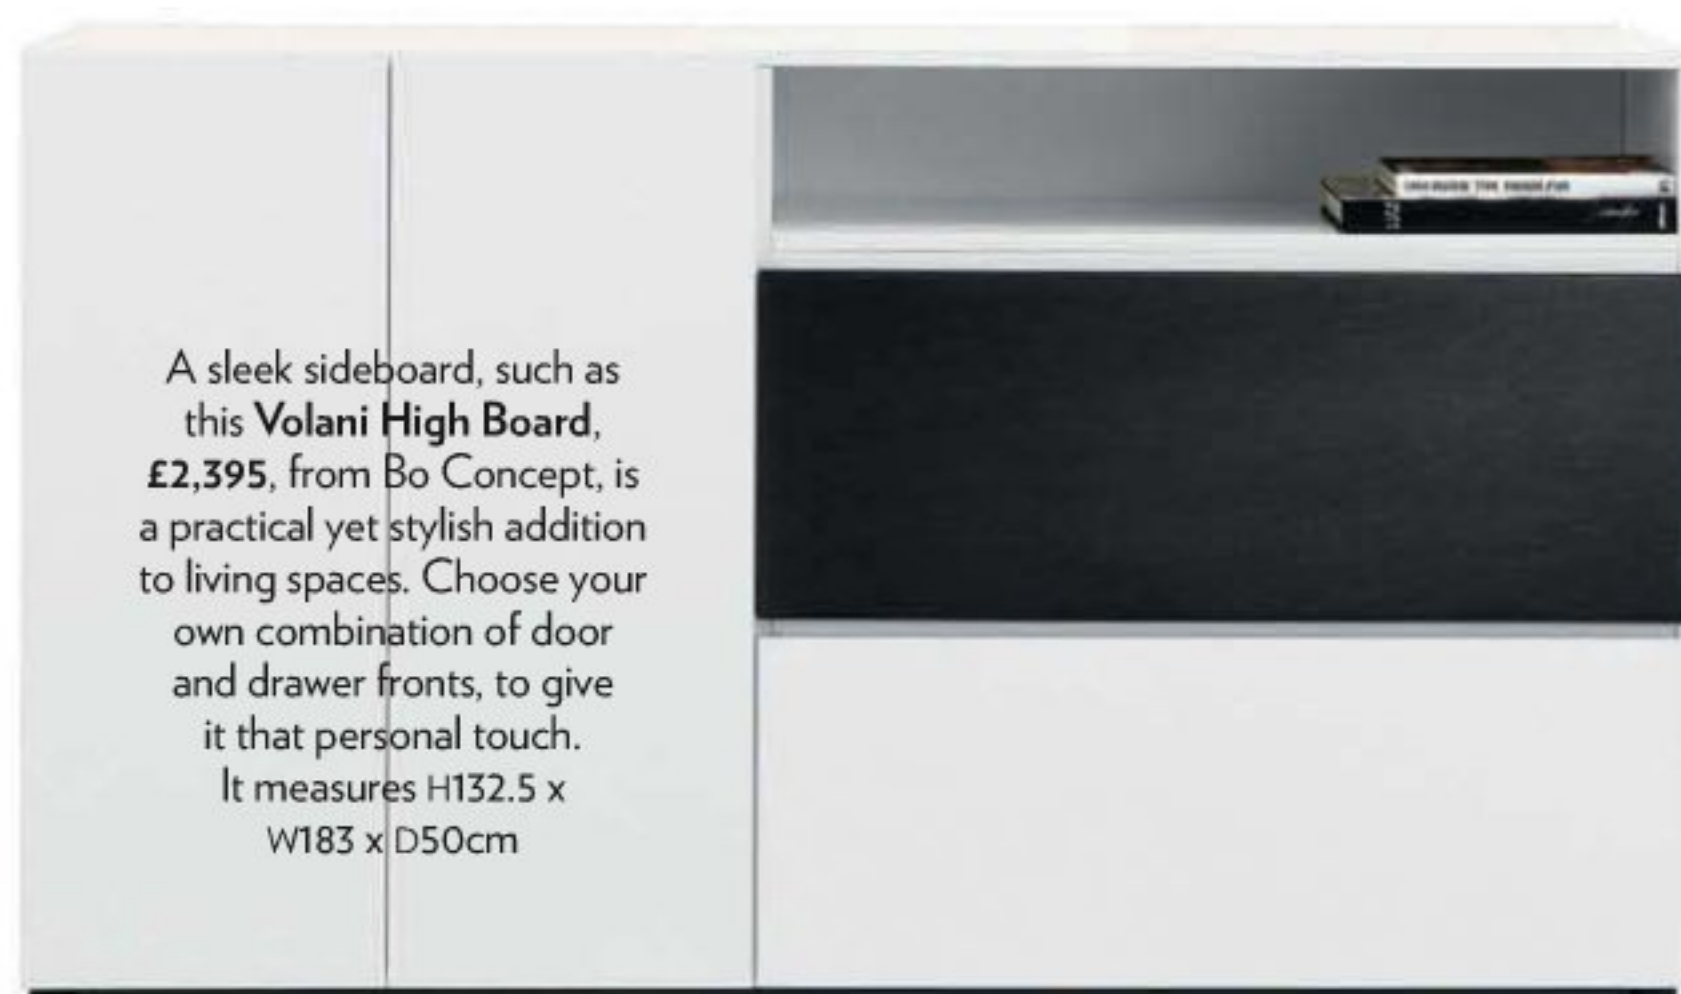 A sleek sideboard, such as
this Volani High Board,
£2,395, from Bo Concept, is
a practical yet stylish addition
to living spaces. Choose your
own combination of door
and drawer fronts, to give
it that personal touch.
It measures H132.5 x
W183 x D50cm